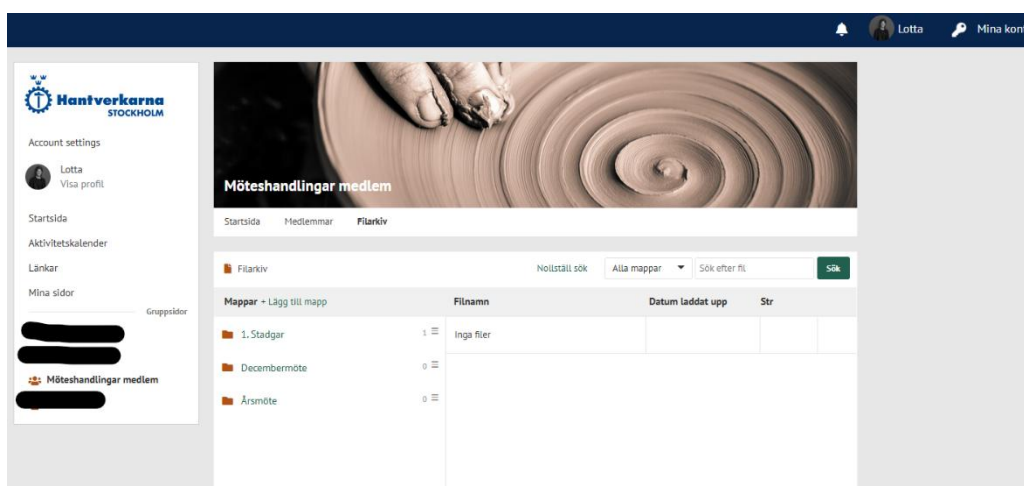 Lotta
Mina kont
Hantverkarna
STOCKHOLM
Account settings
Lotta
Visa profil
Startsida
Aktivitetskalender
Länkar
Mina sidor
Gruppsidor
Möteshandlingar medlem
Möteshandlingar medlem
Startsida Medlemmar Filarkiv
Filarkiv Nollställ sök Alla mappar Sök efter fil Sök
Mappar + Lägg till mapp Filnamn Datum laddat upp Str
1. Stadgar 1 Inga filer
Decembermöte 0
Årsmöte 0